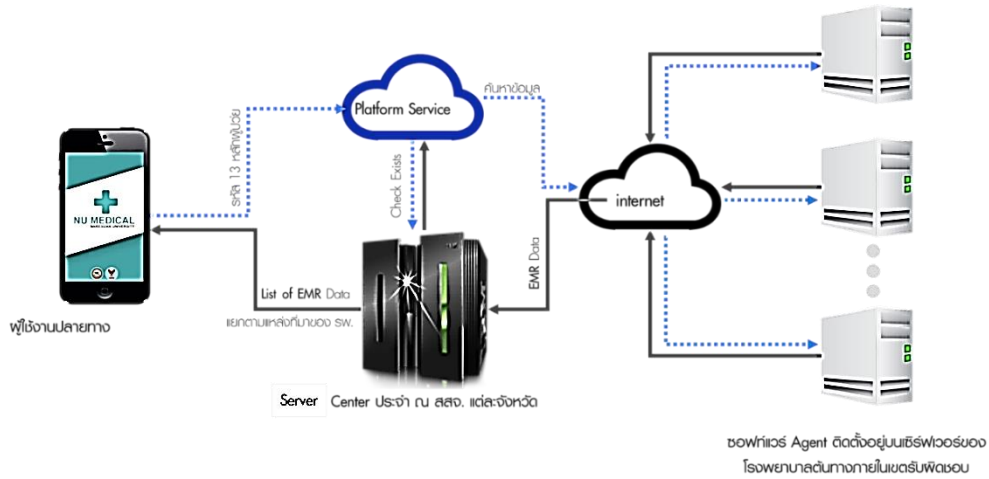 ค้นหาข้อมูล
Platform Service
รหัส 13 หลักผู้ป่วย
Check Exists
NU MEDICAL
NARESUAN UNIVERSITY
internet
EMR Data
List of EMR Data
แยกตามแหล่งที่มาของ รพ.
ผู้ใช้งานปลายทาง
Server Center ประจำ ณ สสจ. แต่ละจังหวัด
ซอฟท์แวร์ Agent ติดตั้งอยู่บนเซิร์ฟเวอร์ของ
โรงพยาบาลต้นทางภายในเขตรับผิดชอบ